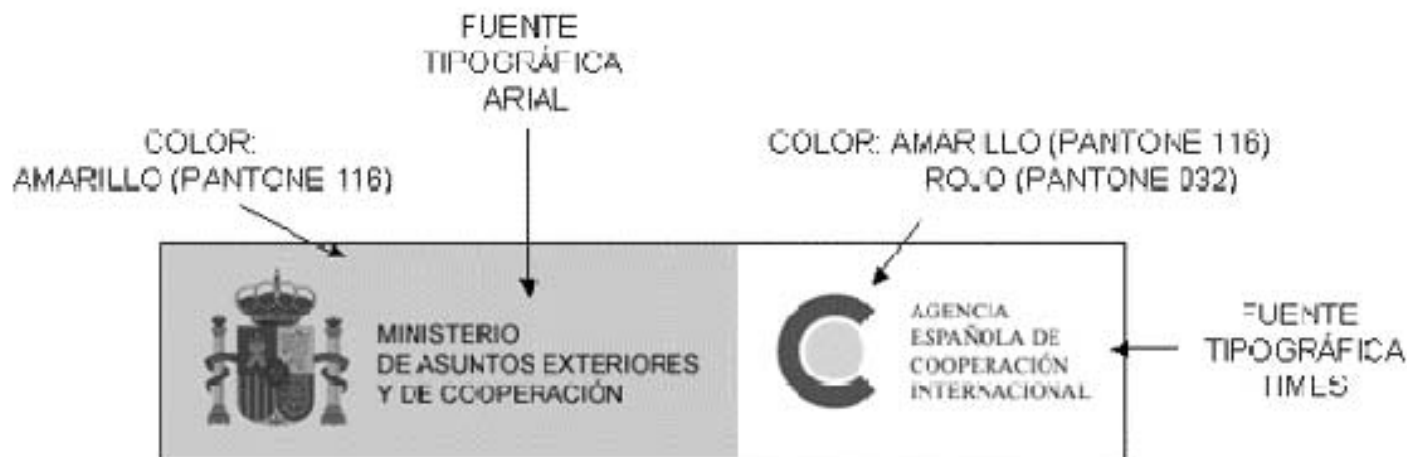 FUENTE
TIPOGRÁFICA
ARIAL
COLOR:
AMARILLO (PANTONE 116)
COLOR: AMARILLO (PANTONE 116)
ROJO (PANTONE 032)
MINISTERIO
DE ASUNTOS EXTERIORES
Y DE COOPERACIÓN
AGENCIA
ESPAÑOLA DE
COOPERACIÓN
INTERNACIONAL
FUENTE
TIPOGRÁFICA
TIMES